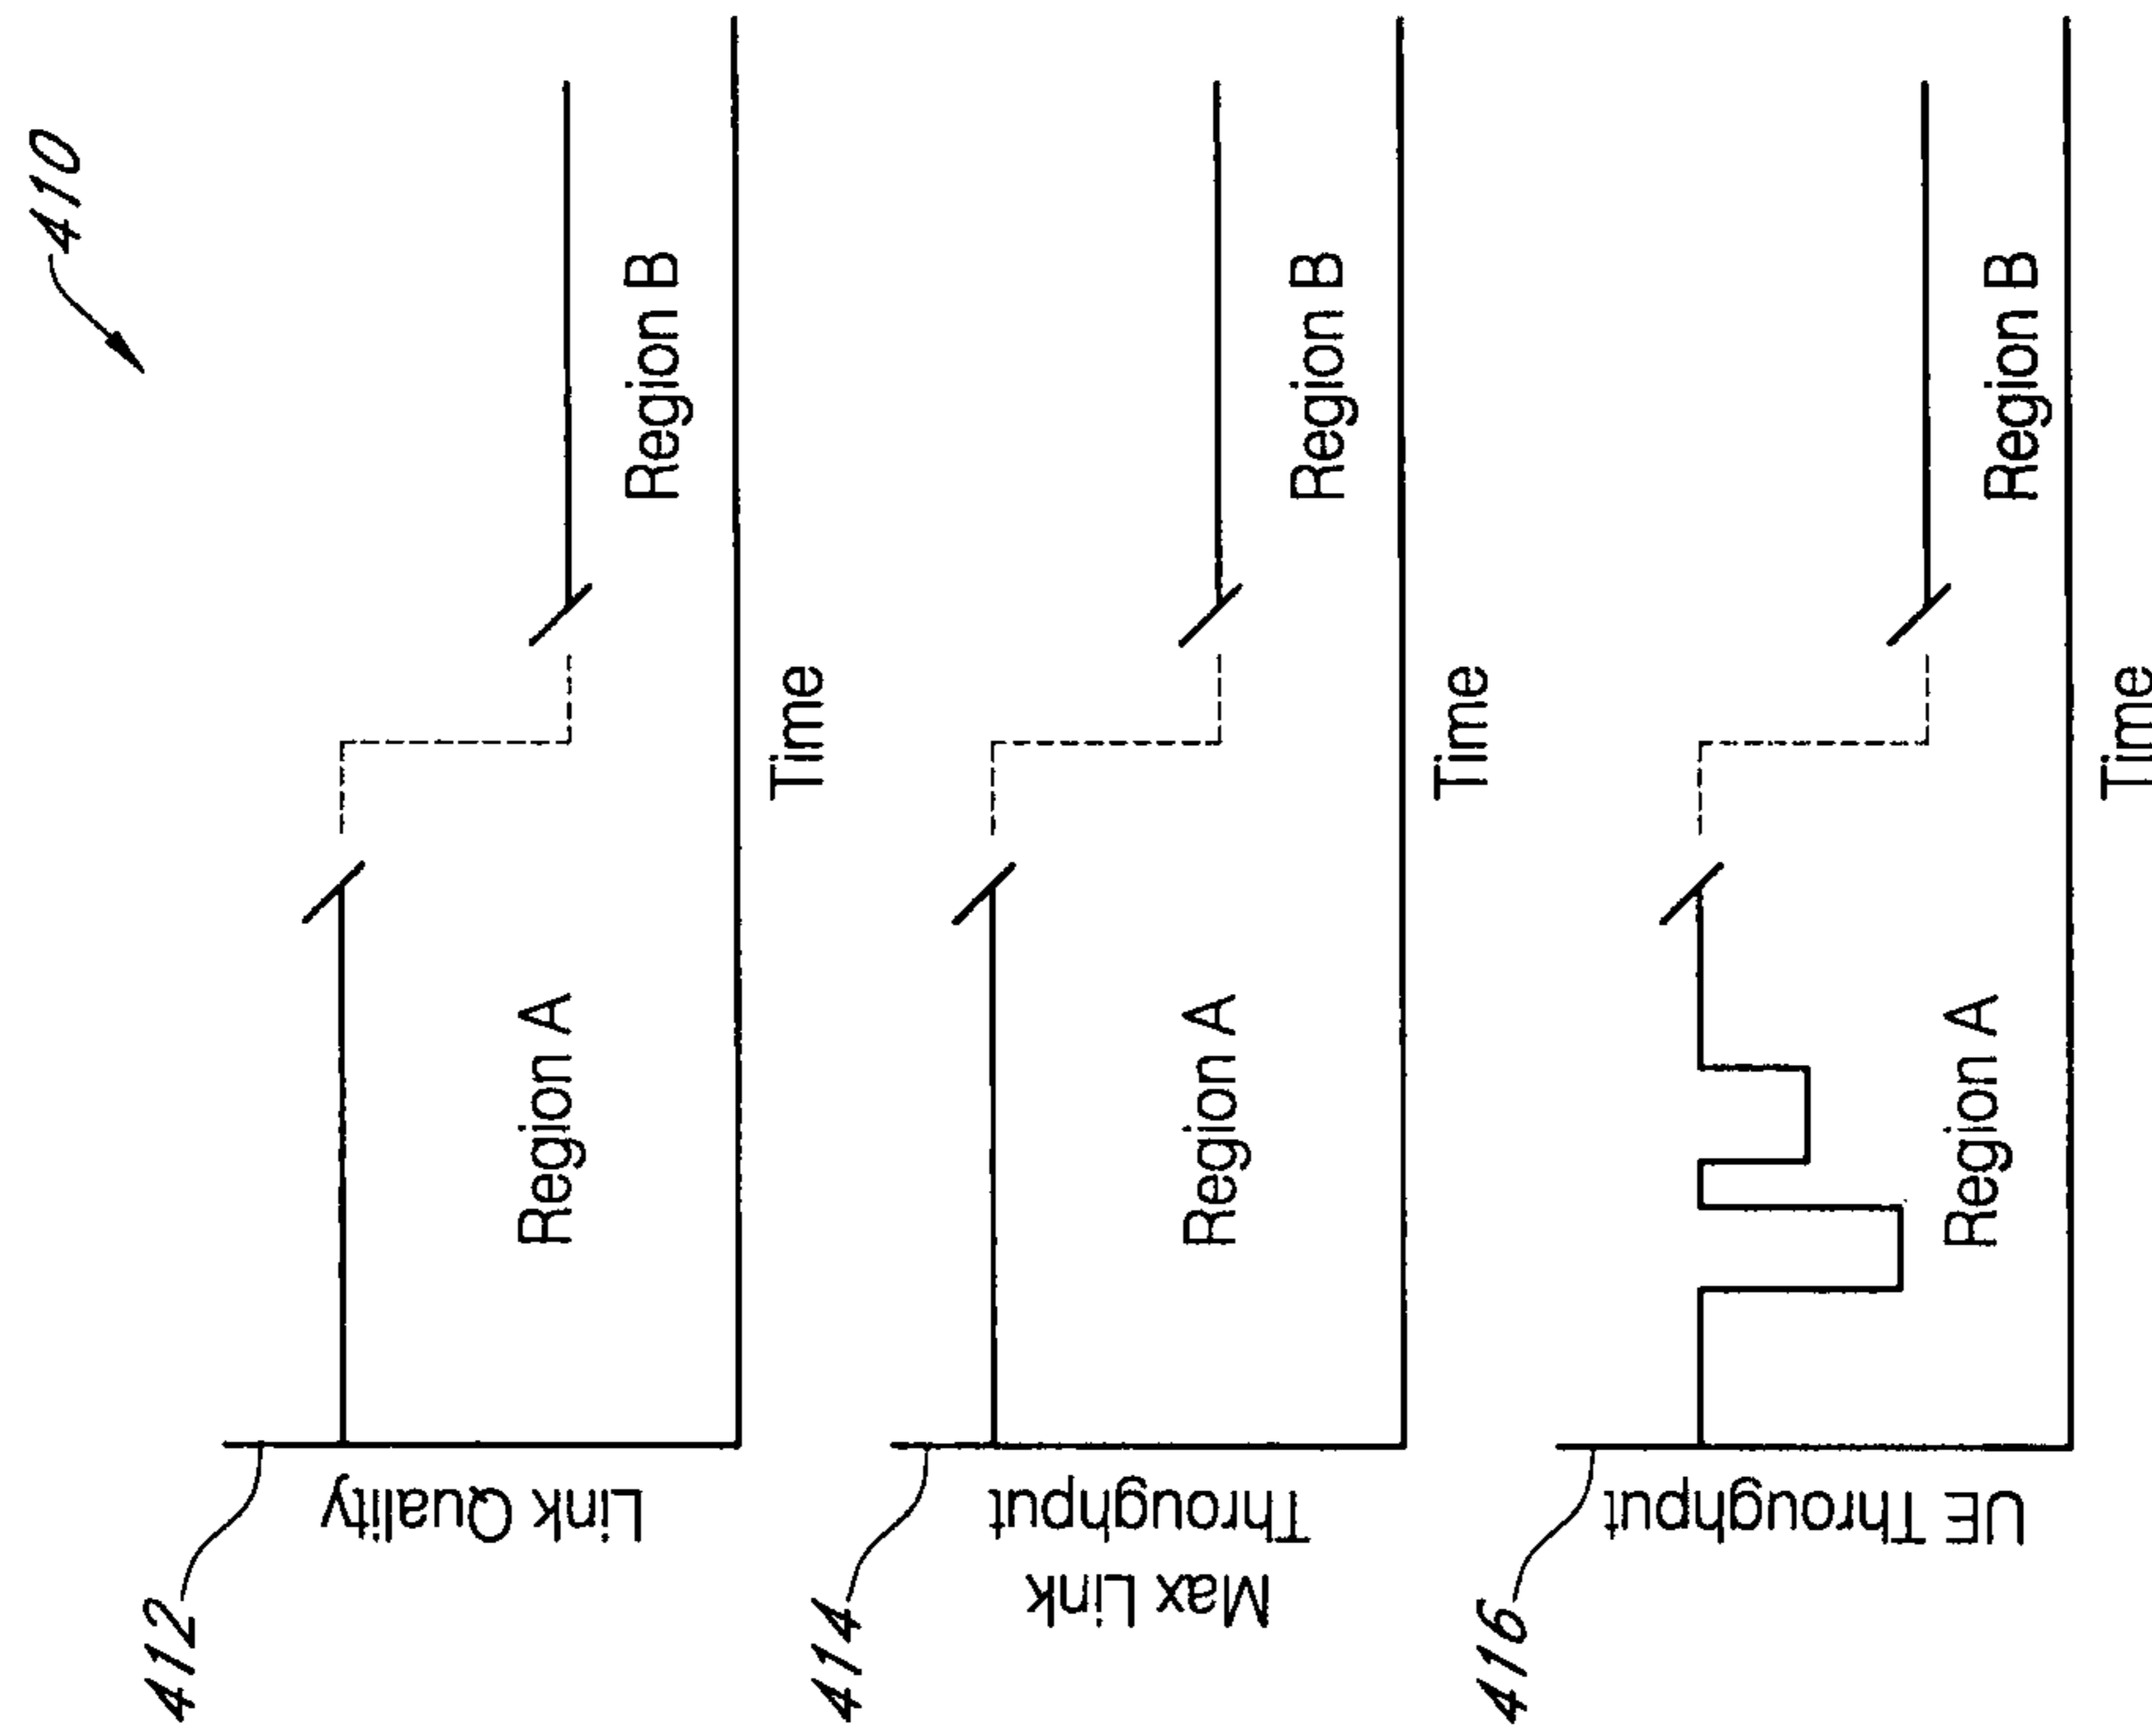 410
412
Link Quality
Region A
Region B
Time
414
Max Link
Throughput
Region A
Region B
Time
416
UE Throughput
Region A
Region B
Time